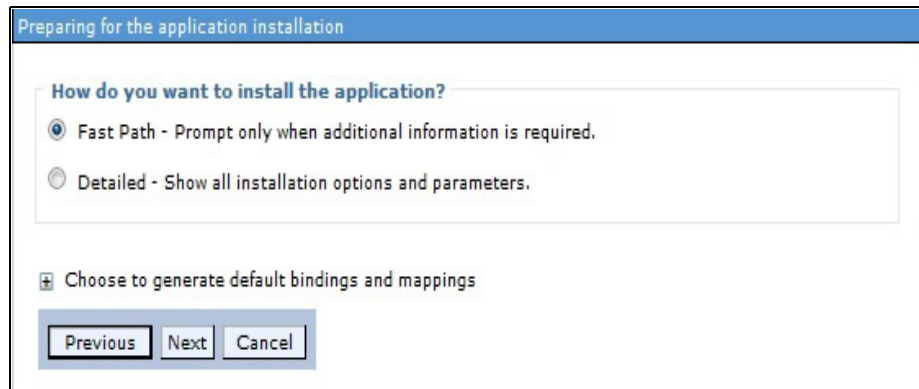 Preparing for the application installation
How do you want to install the application?
Fast Path - Prompt only when additional information is required.
Detailed - Show all installation options and parameters.
Choose to generate default bindings and mappings
Previous Next Cancel